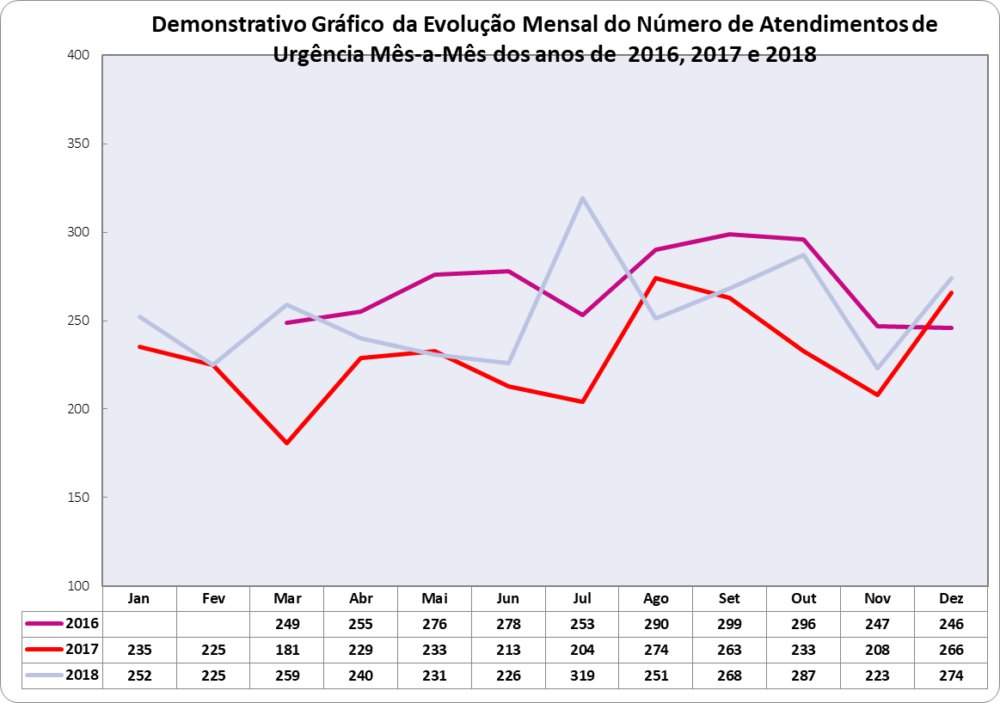 Demonstrativo Gráfico da Evolução Mensal do Número de Atendimentos de
Urgência Mês-a-Mês dos anos de 2016, 2017 e 2018
400
350
300
250
200
150
100
Jan Fev Mar Abr Mai Jun Jul Ago Set Out Nov Dez
2016 249 255 276 278 253 290 299 296 247 246
2017 235 225 181 229 233 213 204 274 263 233 208 266
2018 252 225 259 240 231 226 319 251 268 287 223 274